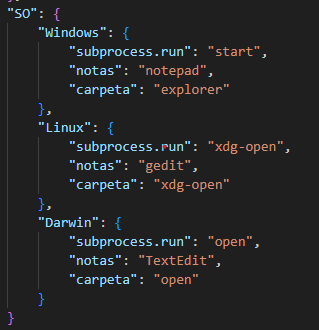 "SO": {
"Windows": {
"subprocess.run": "start",
"notas": "notepad",
"carpeta": "explorer"
},
"Linux": {
"subprocess.run": "xdg-open",
"notas": "gedit",
"carpeta": "xdg-open"
},
"Darwin": {
"subprocess.run": "open",
"notas": "TextEdit",
"carpeta": "open"
}
}